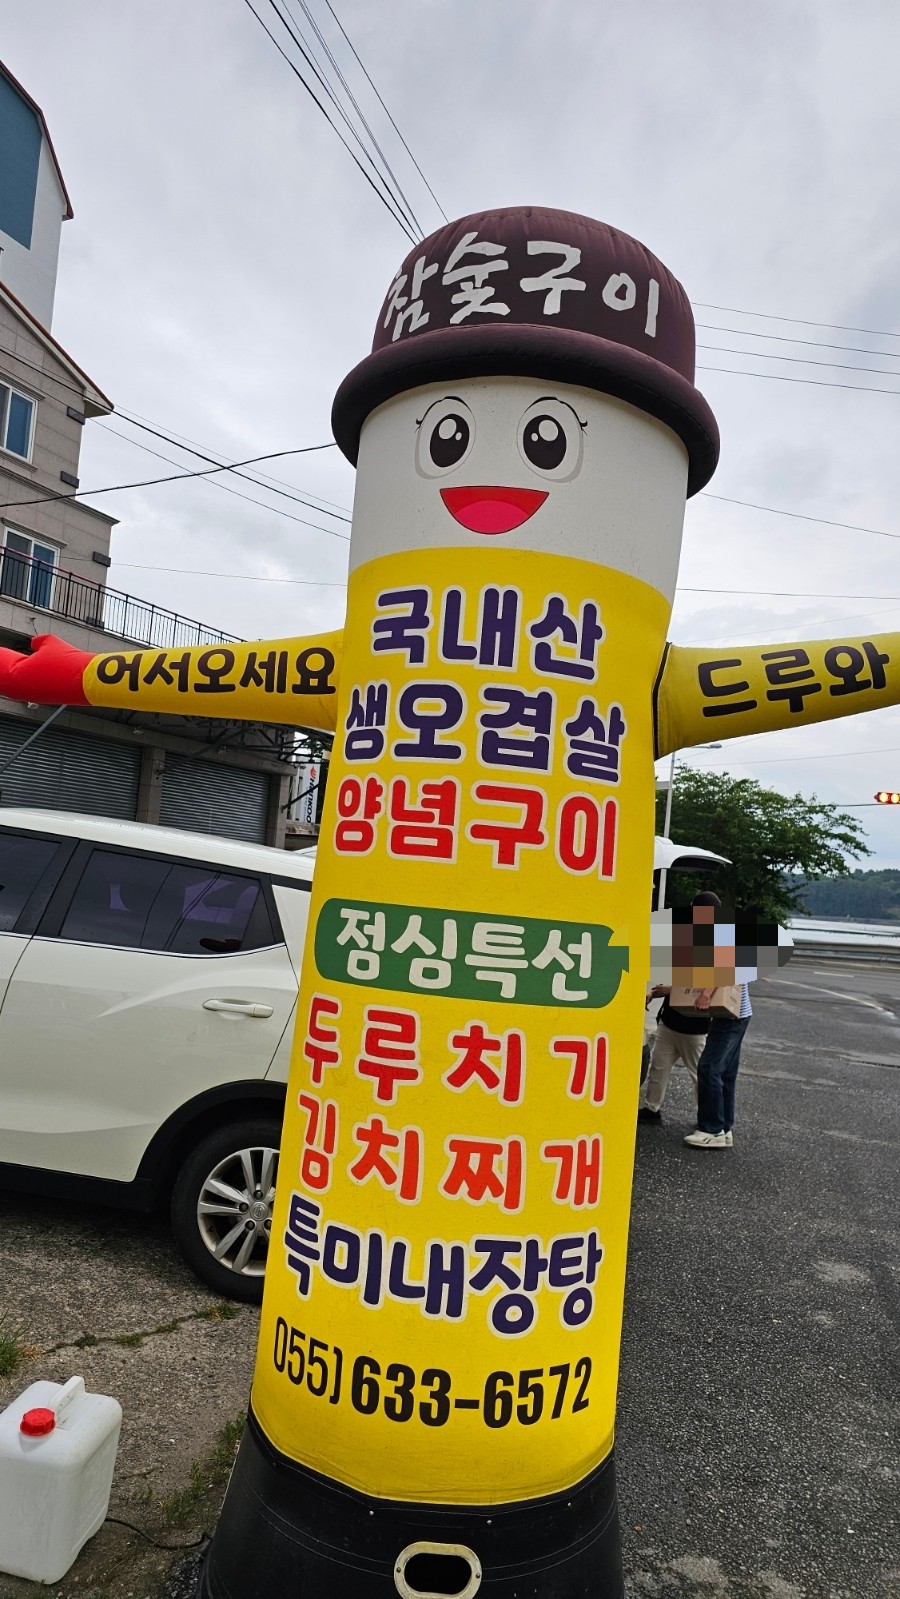 참숯구이
어서오세요
드루와
국내산
생오겹살
양념구이
점심특선
두루치기
김치찌개
특미내장탕
055)633-6572